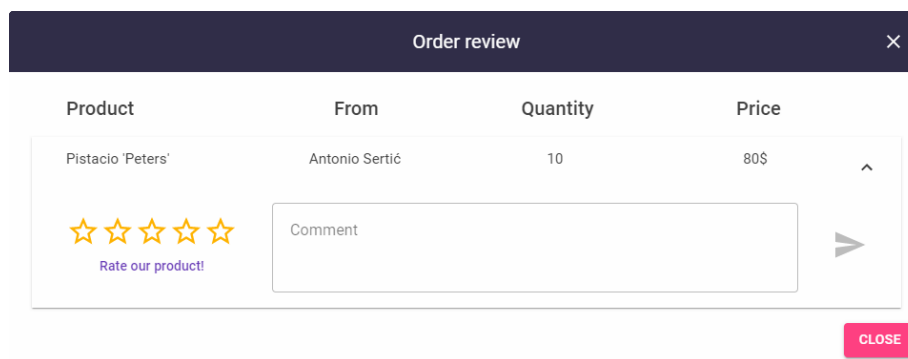 Order review
Product From Quantity Price
Pistacio 'Peters' Antonio Sertić 10 80$
Comment
Rate our product!
CLOSE